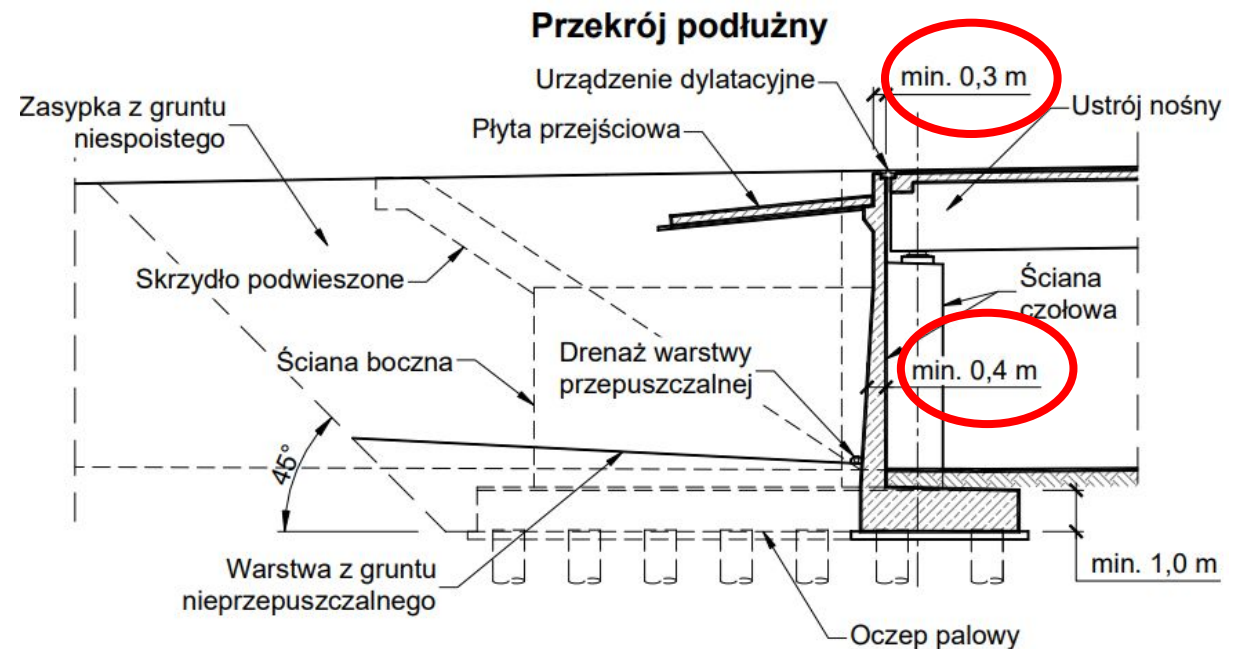 Przekrój podłużny
Urządzenie dylatacyjne
min. 0,3 m
Zasypka z gruntu
niespoistego
Płyta przejściowa
Ustrój nośny
Skrzydło podwieszone
Ściana
czołowa
Ściana boczna
Drenaż warstwy
przepuszczalnej
min. 0,4 m
45°
Warstwa z gruntu
nieprzepuszczalnego
min. 1,0 m
Oczep palowy